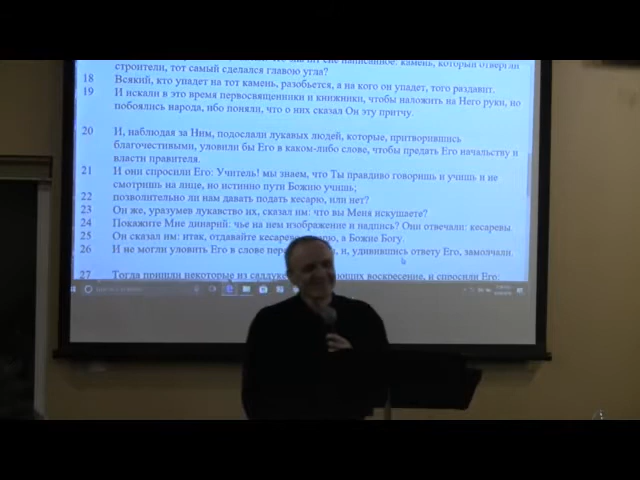 написанное: камень, который отвергли
строители, тот самый сделался главою угла?
18 Всякий, кто упадет на тот камень, разобьется, а на кого он упадет, того раздавит.
19 И искали в это время первосвященники и книжники, чтобы наложить на Него руки, но
побоялись народа, ибо поняли, что о них сказал Он эту притчу.
20 И, наблюдая за Ним, подослали лукавых людей, которые, притворившись
благочестивыми, уловили бы Его в каком-либо слове, чтобы предать Его начальству и
власти правителя.
21 И они спросили Его: Учитель! мы знаем, что Ты правдиво говоришь и учишь и не
смотришь на лице, но истинно пути Божию учишь;
22 позволительно ли нам давать подать кесарю, или нет?
23 Он же, уразумев лукавство их, сказал им: что вы Меня искушаете?
24 Покажите Мне динарий: чье на нем изображение и надпись? Они отвечали: кесаревы.
25 Он сказал им: итак, отдавайте кесарево а Божие Богу.
26 И не могли уловить Его в слове и, удивившись ответу Его, замолчали.
27 Тогда пришли некоторые из воскресение, и спросили Его: